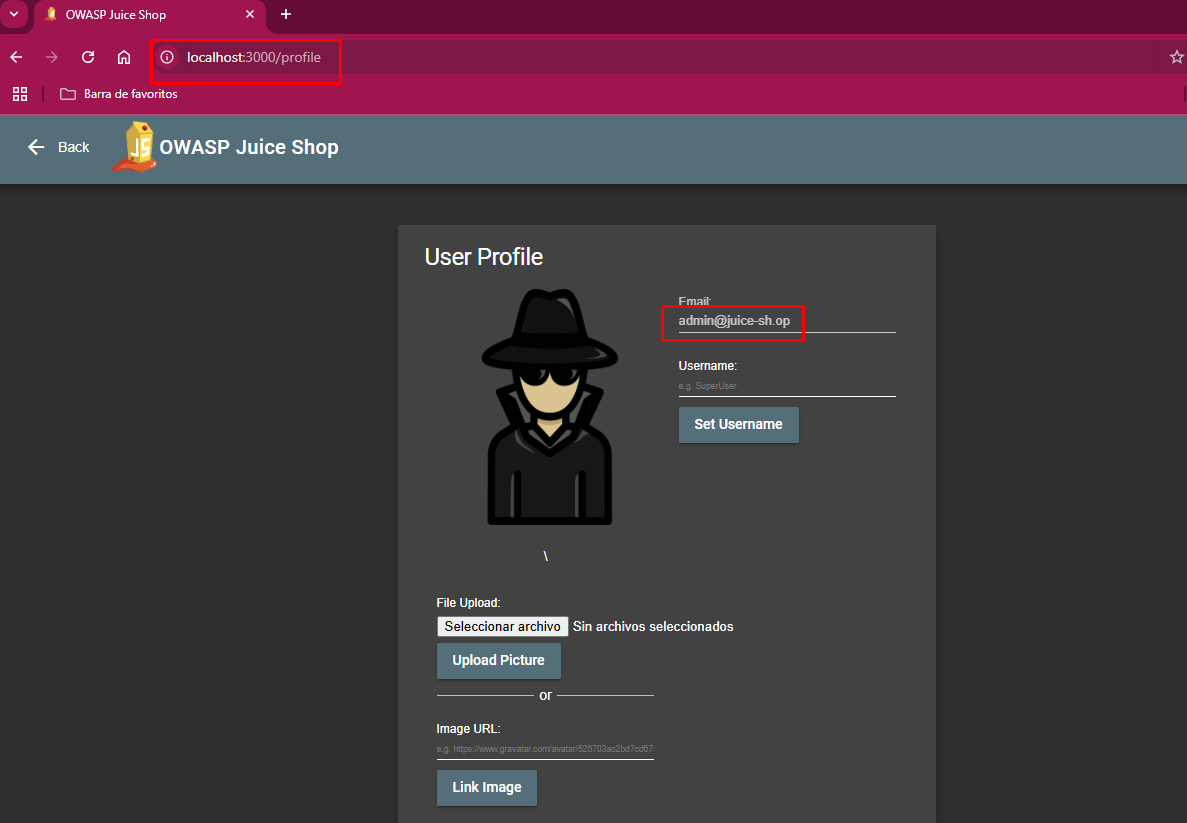 OWASP Juice Shop
localhost:3000/profile
Barra de favoritos
Back
JS
OWASP Juice Shop
User Profile
Email:
admin@juice-sh.op
Username:
e.g. SuperUser
Set Username
\
File Upload:
Seleccionar archivo Sin archivos seleccionados
Upload Picture
or
Image URL:
e.g. https://www.gravatar.com/avatar/526703ac2bd7cd67
Link Image